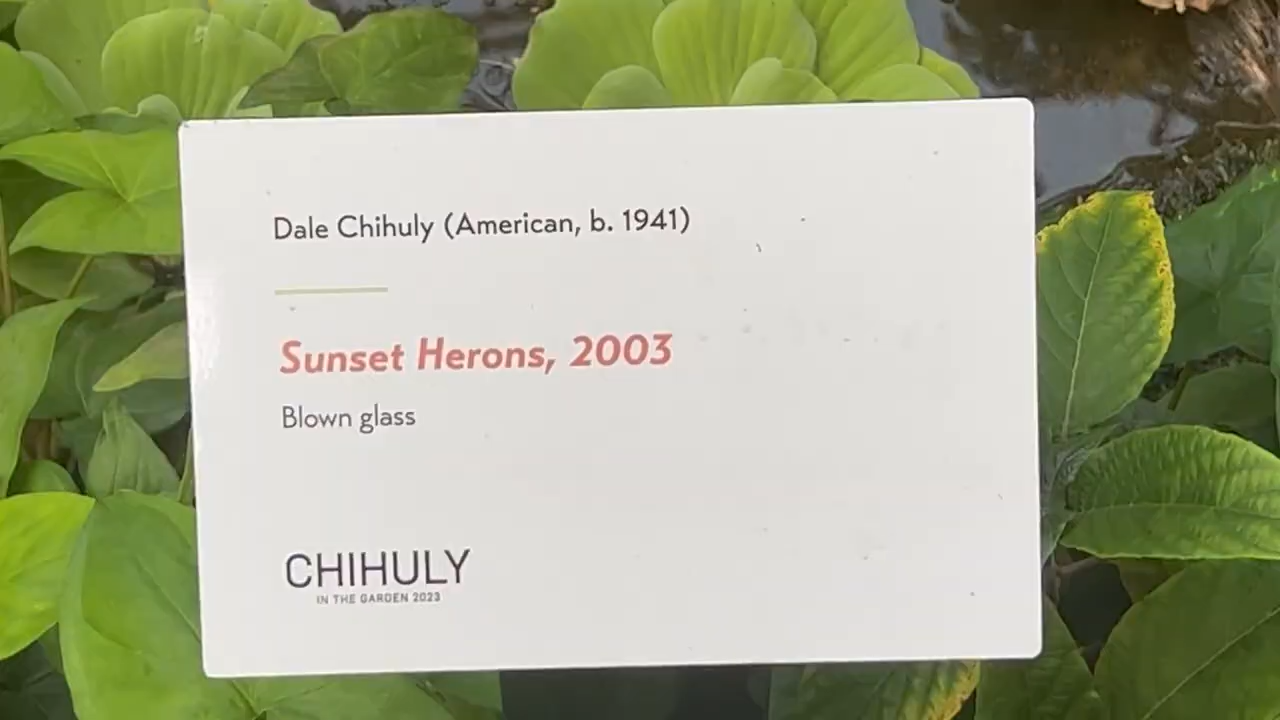 Dale Chihuly (American, b. 1941)
Sunset Herons, 2003
Blown glass
CHIHULY
IN THE GARDEN 2023